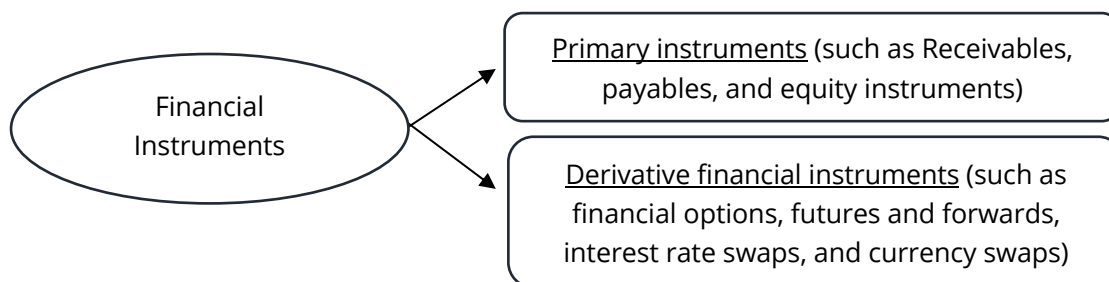 Financial
Instruments
Primary instruments (such as Receivables,
payables, and equity instruments)
Derivative financial instruments (such as
financial options, futures and forwards,
interest rate swaps, and currency swaps)